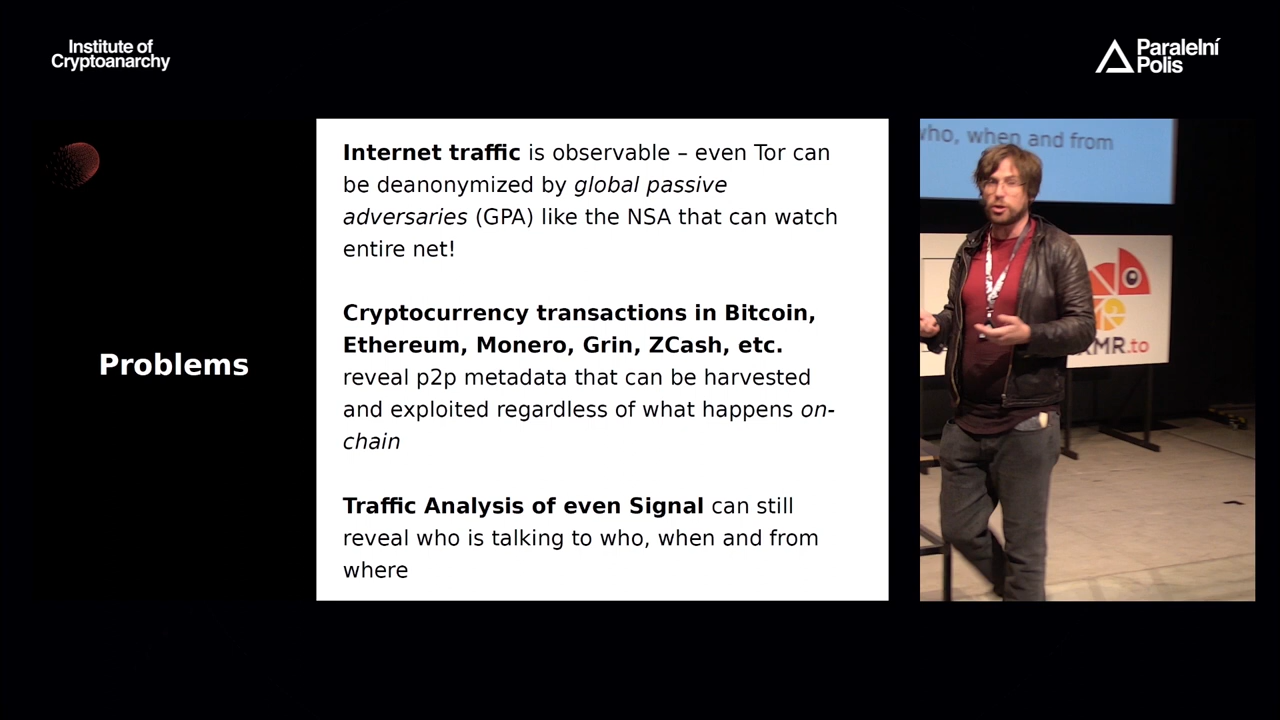 Institute of
Cryptoanarchy
Paralelní
Polis
Problems
Internet traffic is observable – even Tor can
be deanonymized by global passive
adversaries (GPA) like the NSA that can watch
entire net!
Cryptocurrency transactions in Bitcoin,
Ethereum, Monero, Grin, ZCash, etc.
reveal p2p metadata that can be harvested
and exploited regardless of what happens on-
chain
Traffic Analysis of even Signal can still
reveal who is talking to who, when and from
where
who, when and from
XMR.to